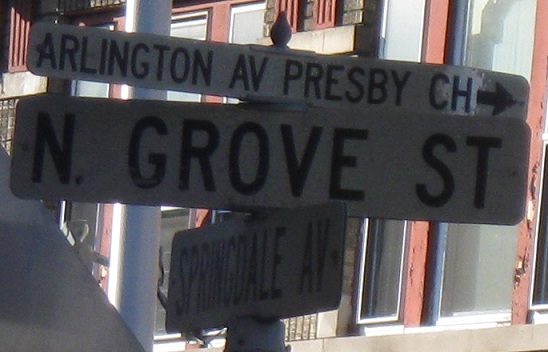 ARLINGTON AV PRESBY CH
N. GROVE ST
SPRINGDALE AV